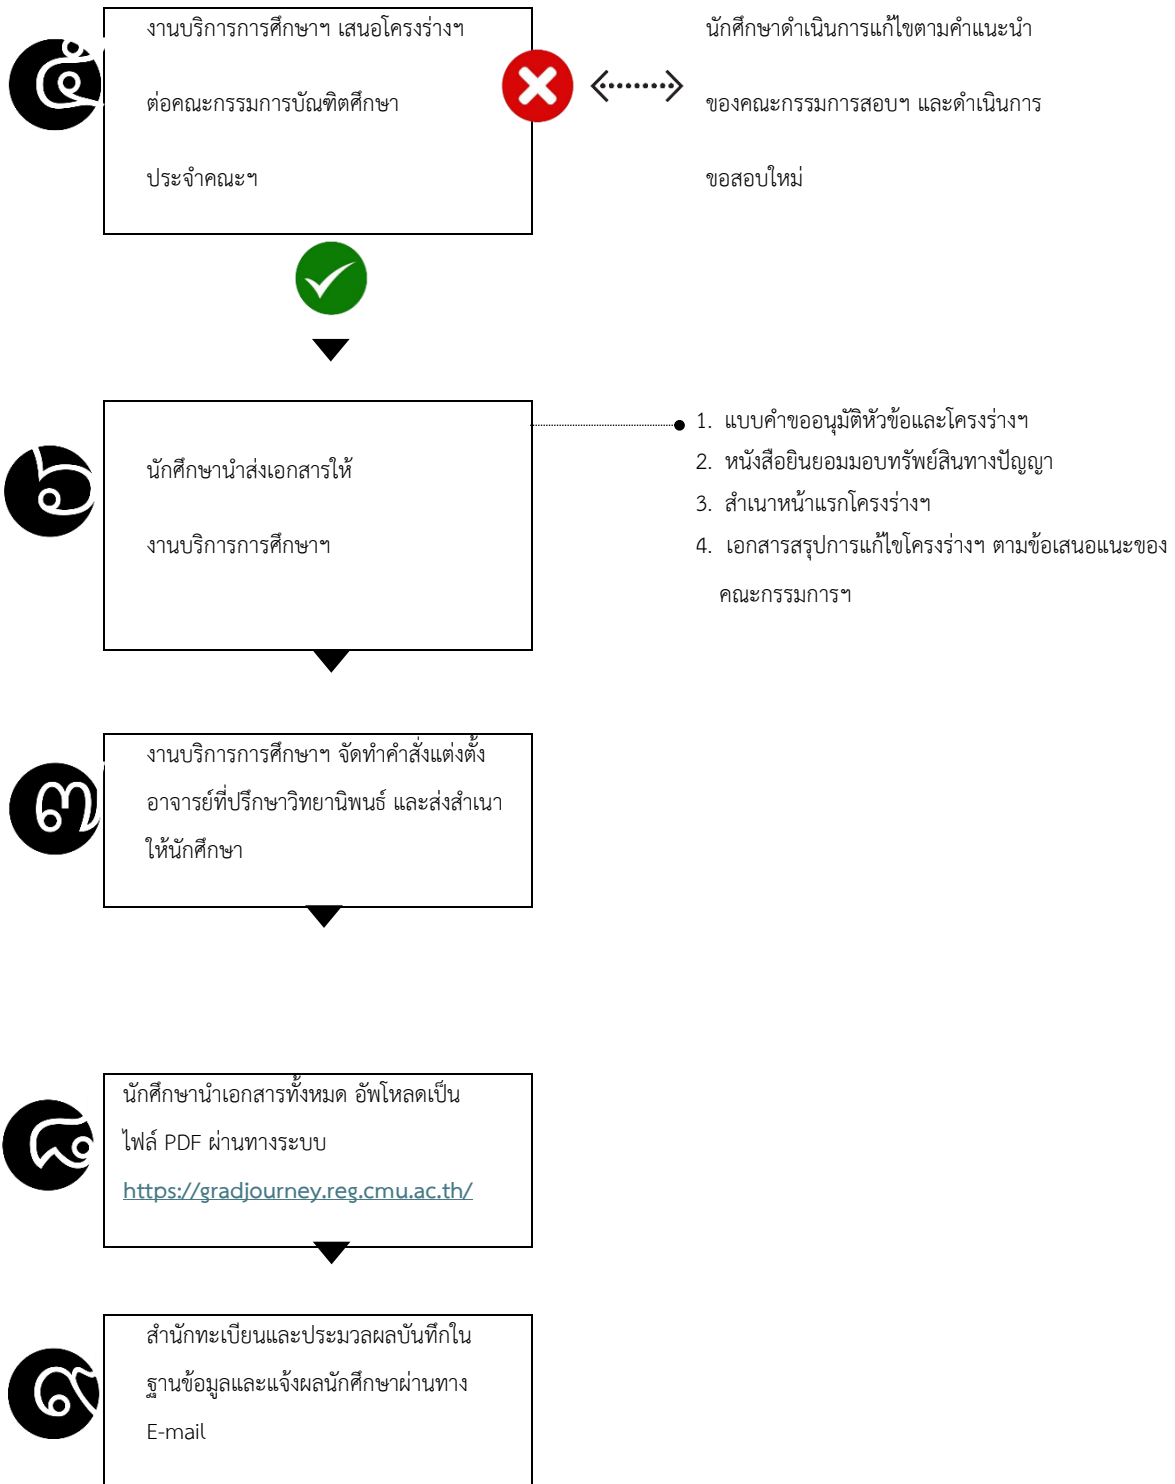 ๕
งานบริการการศึกษาฯ เสนอโครงร่างฯ
ต่อคณะกรรมการบัณฑิตศึกษา
ประจำคณะฯ
นักศึกษาดำเนินการแก้ไขตามคำแนะนำ
ของคณะกรรมการสอบฯ และดำเนินการ
ขอสอบใหม่
๖
นักศึกษานำส่งเอกสารให้
งานบริการการศึกษาฯ
1. แบบคำขออนุมัติหัวข้อและโครงร่างฯ
2. หนังสือยินยอมมอบทรัพย์สินทางปัญญา
3. สำเนาหน้าแรกโครงร่างฯ
4. เอกสารสรุปการแก้ไขโครงร่างฯ ตามข้อเสนอแนะของ
คณะกรรมการฯ
๗
งานบริการการศึกษาฯ จัดทำคำสั่งแต่งตั้ง
อาจารย์ที่ปรึกษาวิทยานิพนธ์ และส่งสำเนา
ให้นักศึกษา
๘
นักศึกษานำเอกสารทั้งหมด อัพโหลดเป็น
ไฟล์ PDF ผ่านทางระบบ
https://gradjourney.reg.cmu.ac.th/
๙
สำนักทะเบียนและประมวลผลบันทึกใน
ฐานข้อมูลและแจ้งผลนักศึกษาผ่านทาง
E-mail